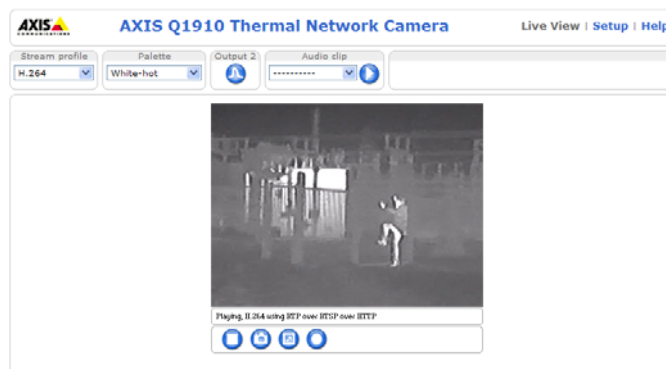 AXIS
COMMUNICATIONS
AXIS Q1910 Thermal Network Camera
Live View | Setup | Help
Stream profile
H.264
Palette
White-hot
Output 2
Audio clip
----------
Playing, H.264 using RTP over RTSP over HTTP